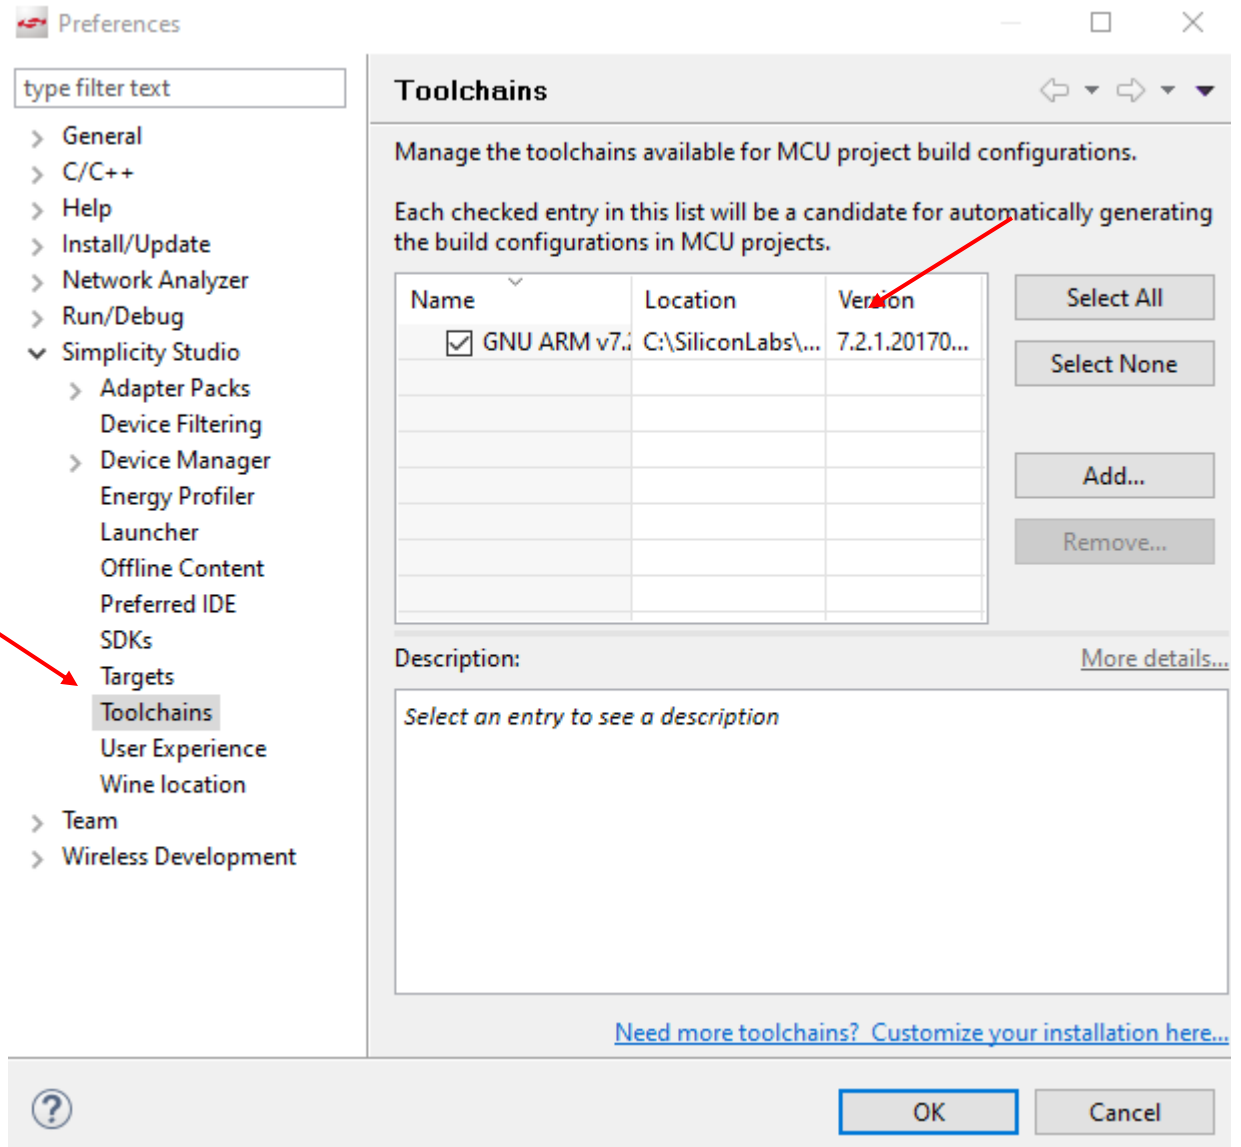 Preferences
type filter text
General
C/C++
Help
Install/Update
Network Analyzer
Run/Debug
Simplicity Studio
Adapter Packs
Device Filtering
Device Manager
Energy Profiler
Launcher
Offline Content
Preferred IDE
SDKs
Targets
Toolchains
User Experience
Wine location
Team
Wireless Development
Toolchains
Manage the toolchains available for MCU project build configurations.
Each checked entry in this list will be a candidate for automatically generating
the build configurations in MCU projects.
Name Location Version
GNU ARM v7.2 C:\SiliconLabs\... 7.2.1.20170...
Select All
Select None
Add...
Remove...
Description:
More details...
Select an entry to see a description
Need more toolchains? Customize your installation here...
OK
Cancel